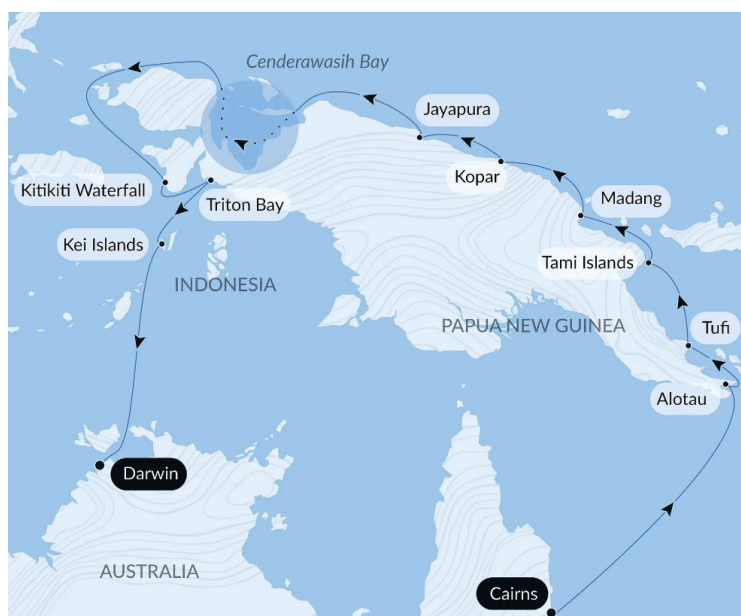 Cenderawasih Bay
Jayapura
Kopar
Kitikiti Waterfall
Triton Bay
Madang
Kei Islands
Tami Islands
INDONESIA
PAPUA NEW GUINEA
Tufi
Alotau
Darwin
AUSTRALIA
Cairns